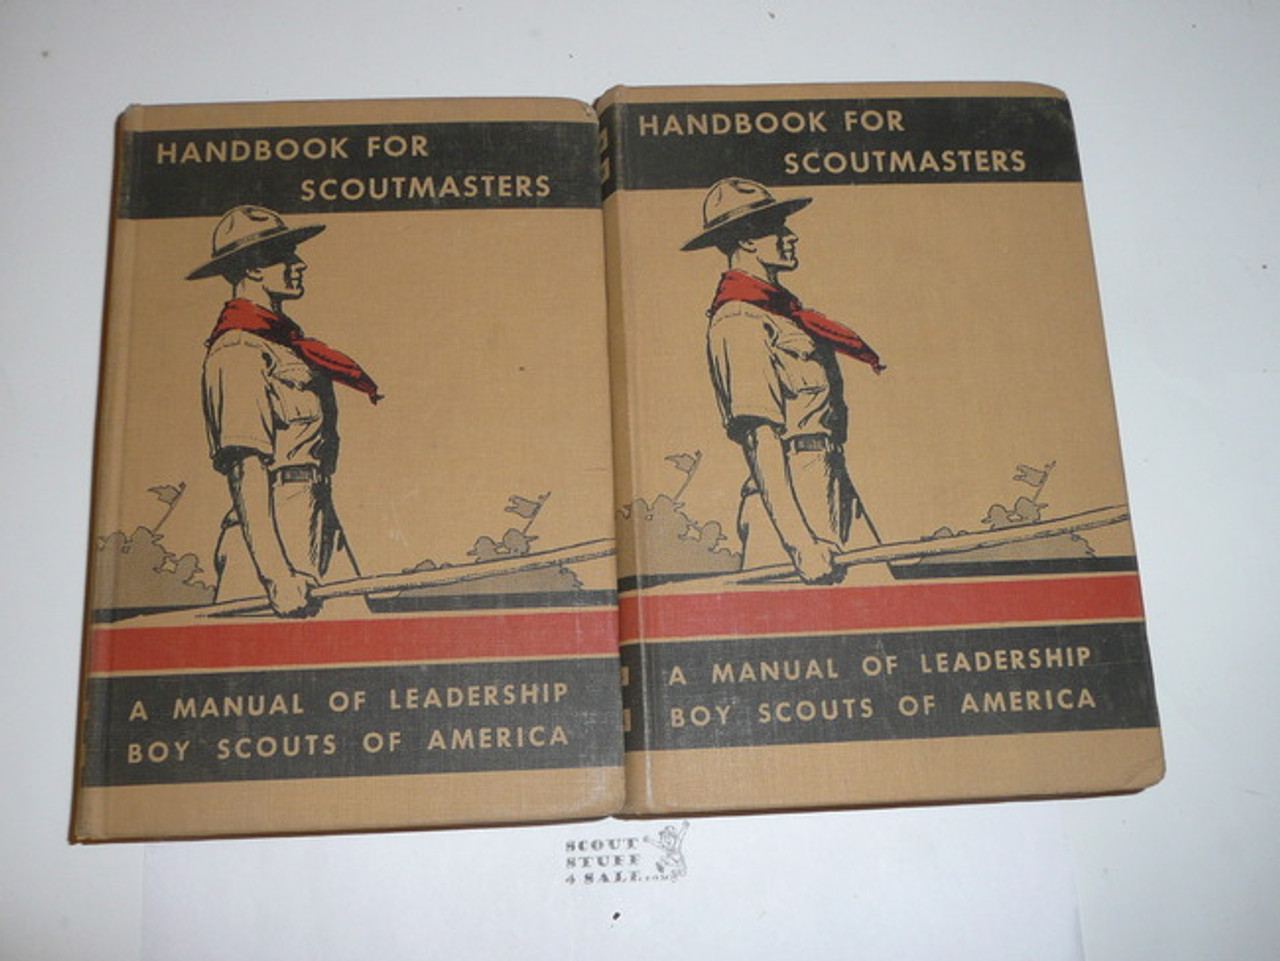 HANDBOOK FOR
SCOUTMASTERS
A MANUAL OF LEADERSHIP
BOY SCOUTS OF AMERICA
HANDBOOK FOR
SCOUTMASTERS
A MANUAL OF LEADERSHIP
BOY SCOUTS OF AMERICA
SCOUT
STUFF
4 SALE.com